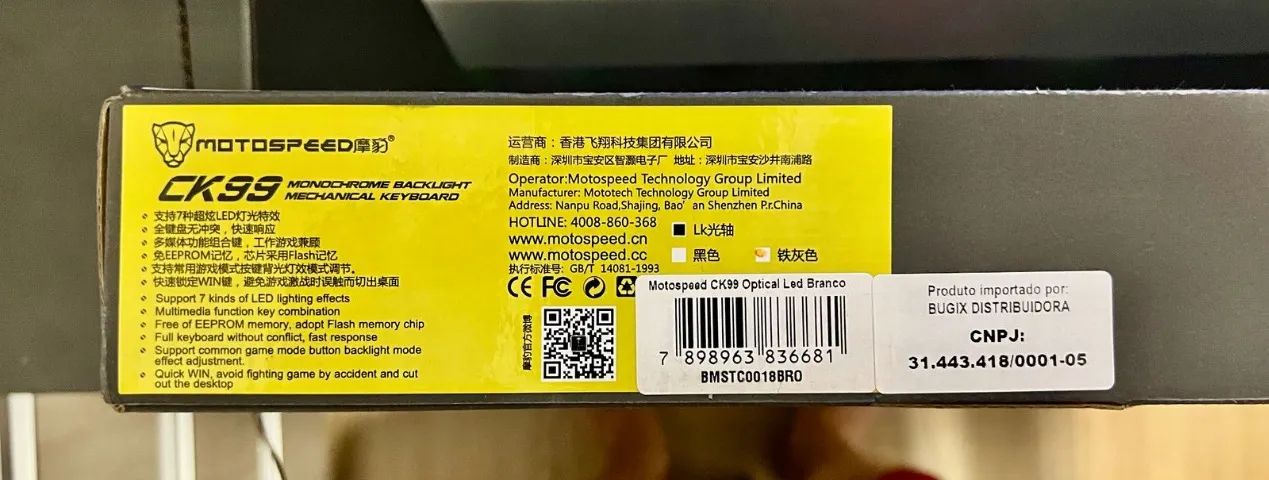 MOTOSPEED摩豹®
CK99 MONOCHROME BACKLIGHT
MECHANICAL KEYBOARD
支持7种超炫LED灯光特效
全键盘无冲突，快速响应
多媒体功能组合键，工作游戏兼顾
免EEPROM记忆，芯片采用Flash记忆
支持常用游戏模式按键背光灯效模式调节。
快速锁定WIN键，避免游戏激战时误触而切出桌面
Support 7 kinds of LED lighting effects
Multimedia function key combination
Free of EEPROM memory, adopt Flash memory chip
Full keyboard without conflict, fast response
Support common game mode button backlight mode
effect adjustment.
Quick WIN, avoid fighting game by accident and cut
out the desktop
运营商：香港飞翔科技集团有限公司
制造商：深圳市宝安区智灏电子厂 地址：深圳市宝安沙井南浦路
Operator:Motospeed Technology Group Limited
Manufacturer: Mototech Technology Group Limited
Address: Nanpu Road,Shajing, Bao' an Shenzhen P.r.China
HOTLINE: 4008-860-368
www.motospeed.cn
www.motospeed.cc
Lk光轴
黑色 铁灰色
执行标准号: GB/T 14081-1993
CE FC
摩豹官方微博
Motospeed CK99 Optical Led Branco
7 898963 836681
BMSTC0018BRO
Produto importado por:
BUGIX DISTRIBUIDORA
CNPJ:
31.443.418/0001-05